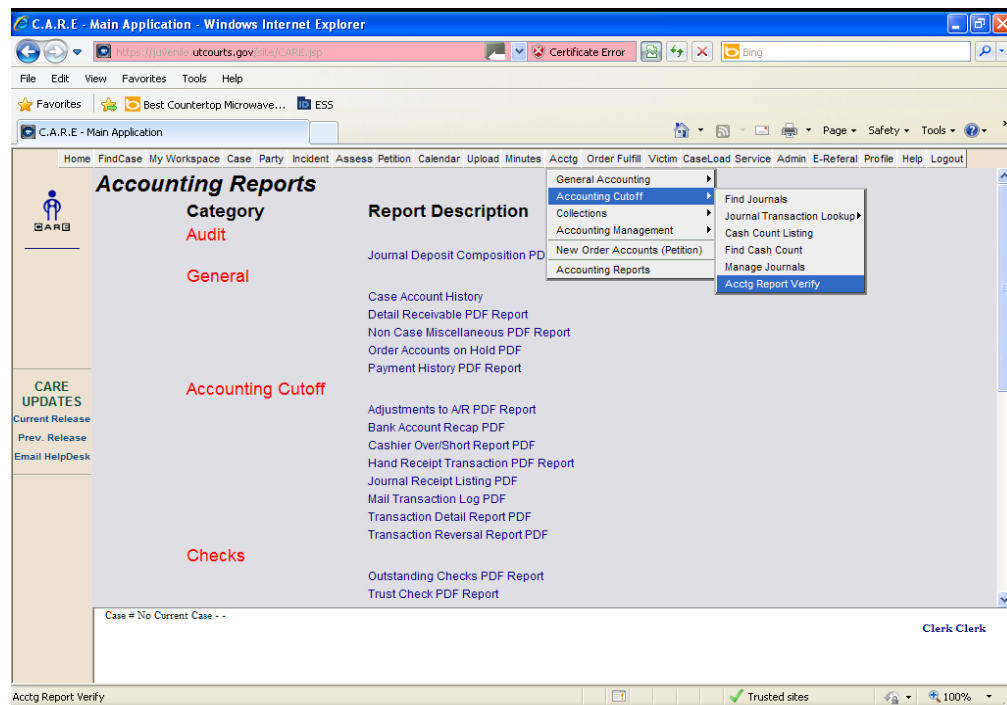 C.A.R.E - Main Application - Windows Internet Explorer
https://juvenile.utcourts.gov/site/CARE.jsp Certificate Error Bing
File Edit View Favorites Tools Help
Favorites Best Countertop Microwave... ESS
C.A.R.E - Main Application Page Safety Tools
Home FindCase My Workspace Case Party Incident Assess Petition Calendar Upload Minutes Acctg Order Fulfill Victim CaseLoad Service Admin E-Referal Profile Help Logout
CARE
CARE
UPDATES
Current Release
Prev. Release
Email HelpDesk
Accounting Reports
Category Report Description
Audit
Journal Deposit Composition PD
General
Case Account History
Detail Receivable PDF Report
Non Case Miscellaneous PDF Report
Order Accounts on Hold PDF
Payment History PDF Report
Accounting Cutoff
Adjustments to A/R PDF Report
Bank Account Recap PDF
Cashier Over/Short Report PDF
Hand Receipt Transaction PDF Report
Journal Receipt Listing PDF
Mail Transaction Log PDF
Transaction Detail Report PDF
Transaction Reversal Report PDF
Checks
Outstanding Checks PDF Report
Trust Check PDF Report
General Accounting
Accounting Cutoff
Collections
Accounting Management
New Order Accounts (Petition)
Accounting Reports
Find Journals
Journal Transaction Lookup
Cash Count Listing
Find Cash Count
Manage Journals
Acctg Report Verify
Case # No Current Case - -
Clerk Clerk
Acctg Report Verify Trusted sites 100%